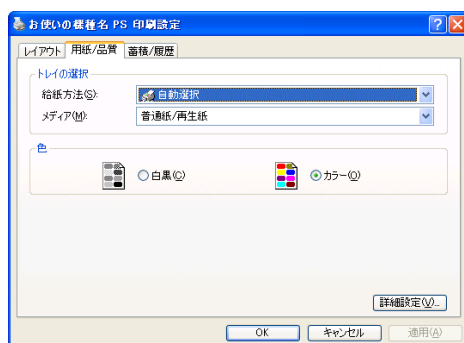 お使いの機種名 PS 印刷設定
レイアウト 用紙/品質 蓄積/履歴
トレイの選択
給紙方法(S): 自動選択
メディア(M): 普通紙/再生紙
色
白黒(C) カラー(O)
詳細設定(V)...
OK キャンセル 適用(A)